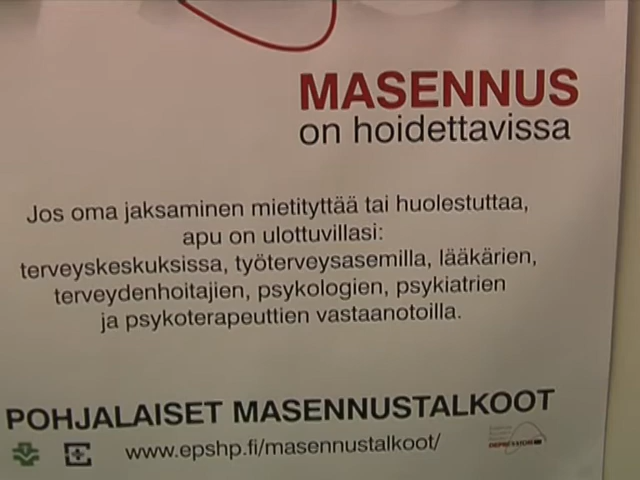 MASENNUS
on hoidettavissa
Jos oma jaksaminen mietityttää tai huolestuttaa,
apu on ulottuvillasi:
terveyskeskuksissa, työterveysasemilla, lääkärien,
terveydenhoitajien, psykologien, psykiatrien
ja psykoterapeuttien vastaanotoilla.
POHJALAISET MASENNUSTALKOOT
www.epshp.fi/masennustalkoot/